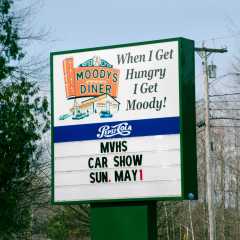 MOODY'S
DINER
When I Get
Hungry
I Get
Moody!
Pepsi-Cola
MVHS
CAR SHOW
SUN. MAY 1